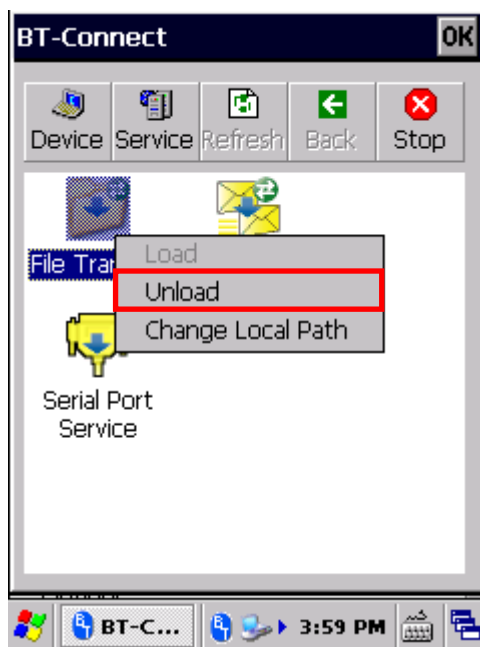 BT-Connect OK
Device Service Refresh Back Stop
File Tra
Load
Unload
Change Local Path
Serial Port
Service
BT-C... 3:59 PM